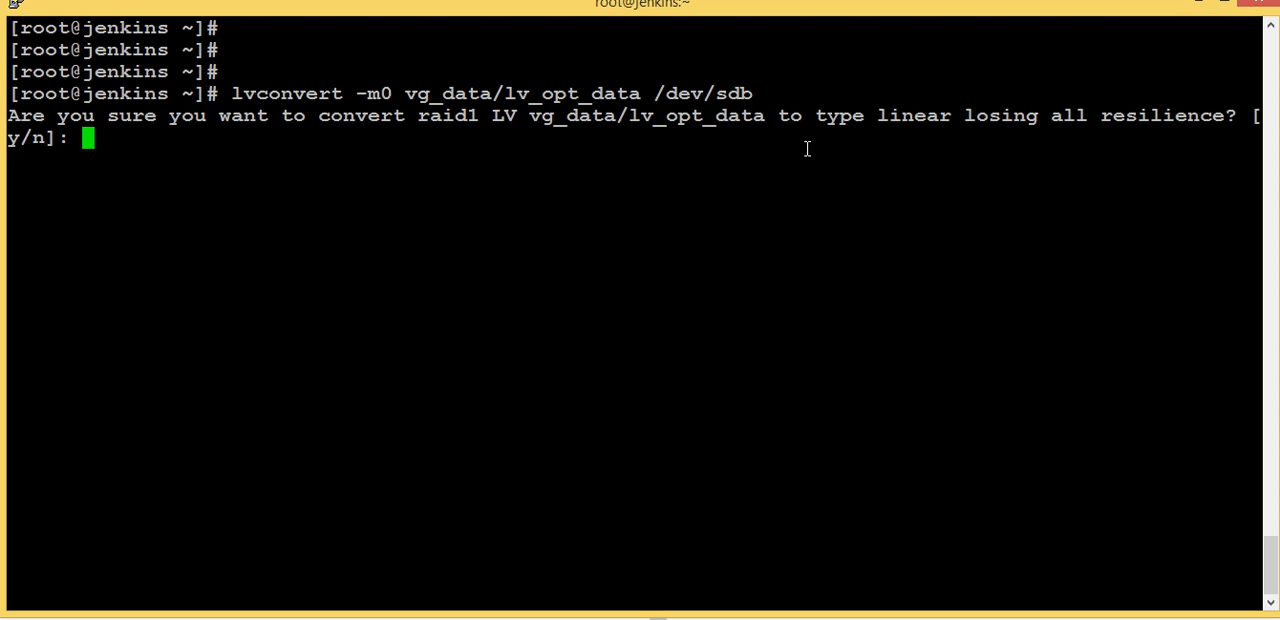 root@jenkins:~
[root@jenkins ~]#
[root@jenkins ~]#
[root@jenkins ~]#
[root@jenkins ~]# lvconvert -m0 vg_data/lv_opt_data /dev/sdb
Are you sure you want to convert raid1 LV vg_data/lv_opt_data to type linear losing all resilience? [
y/n]: